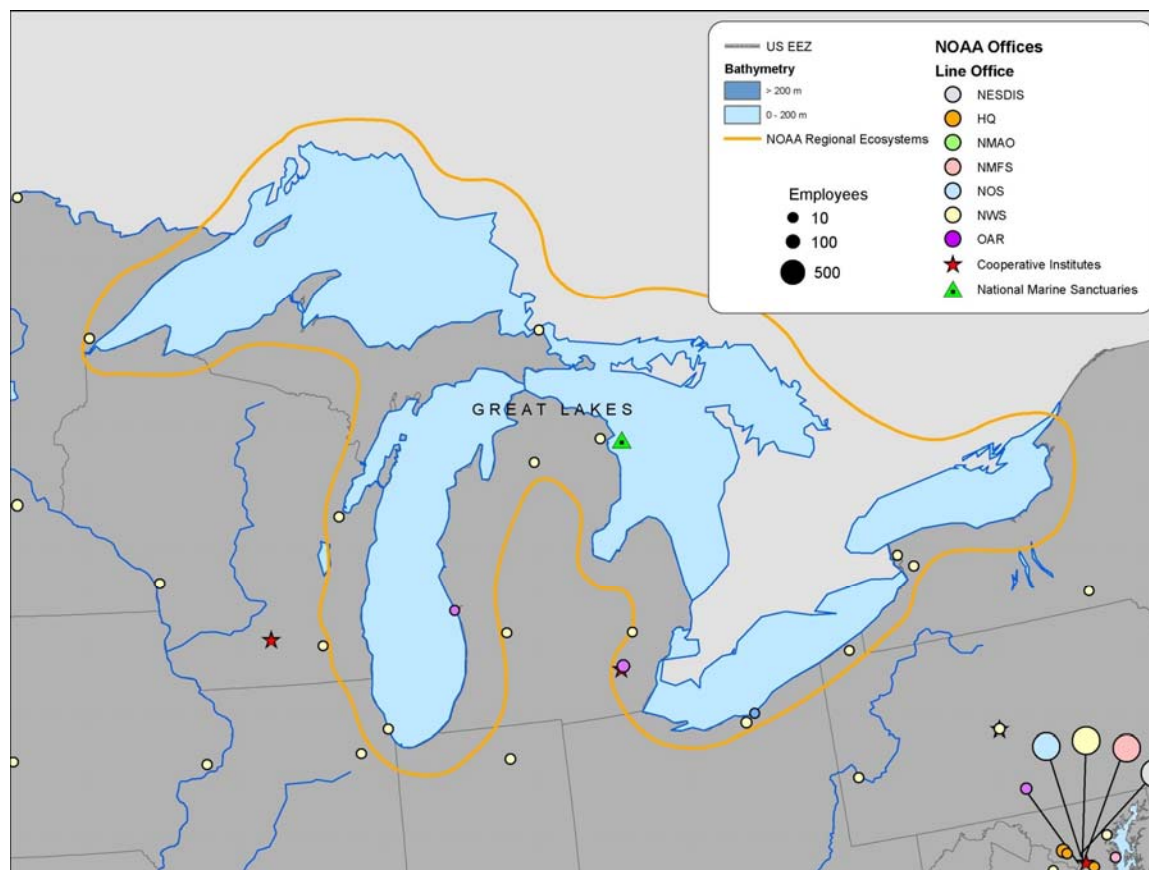 US EEZ
Bathymetry
> 200 m
0 - 200 m
NOAA Regional Ecosystems
Employees
10
100
500
NOAA Offices
Line Office
NESDIS
HQ
NMAO
NMFS
NOS
NWS
OAR
Cooperative Institutes
National Marine Sanctuaries
GREAT LAKES